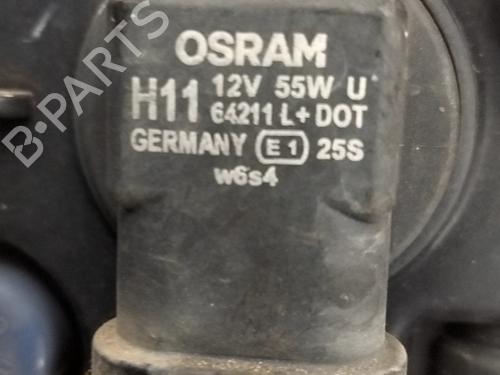 OSRAM
H11 12V 55W U
64211 L+ DOT
GERMANY E1 25S
w6s4
B-Parts